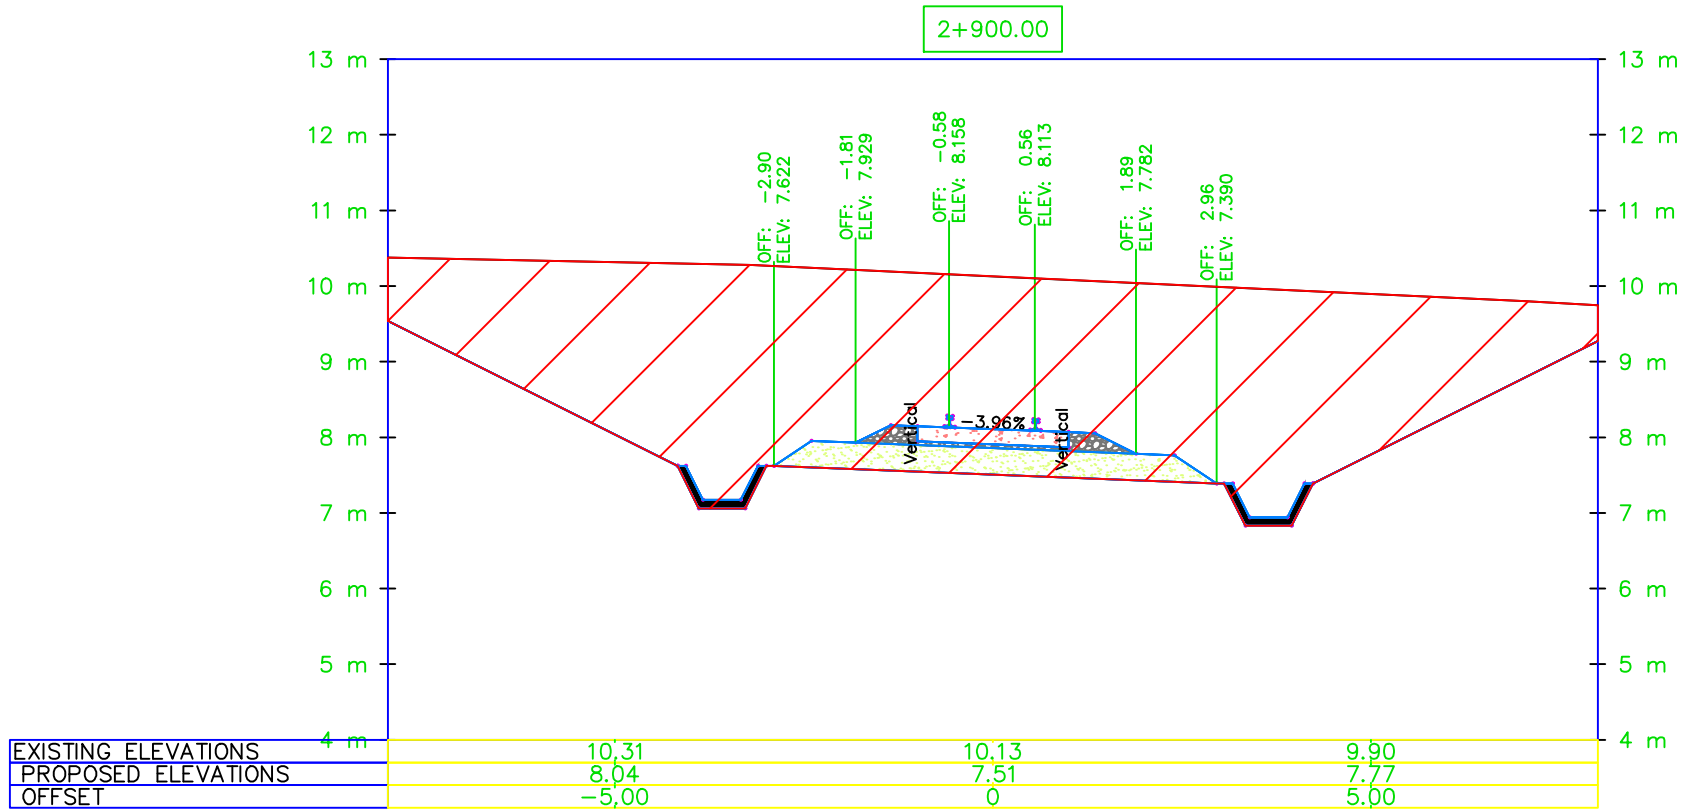 2+900.00
13 m 13 m
12 m 12 m
11 m 11 m
10 m 10 m
9 m 9 m
8 m 8 m
7 m 7 m
6 m 6 m
5 m 5 m
4 m 4 m
OFF: -2.90
ELEV: 7.622
OFF: -1.81
ELEV: 7.929
OFF: -0.58
ELEV: 8.158
OFF: 0.56
ELEV: 8.113
OFF: 1.89
ELEV: 7.782
OFF: 2.96
ELEV: 7.390
Vertical
-3.96%
Vertical
EXISTING ELEVATIONS 10.31 10.13 9.90
PROPOSED ELEVATIONS 8.04 7.51 7.77
OFFSET -5.00 0 5.00